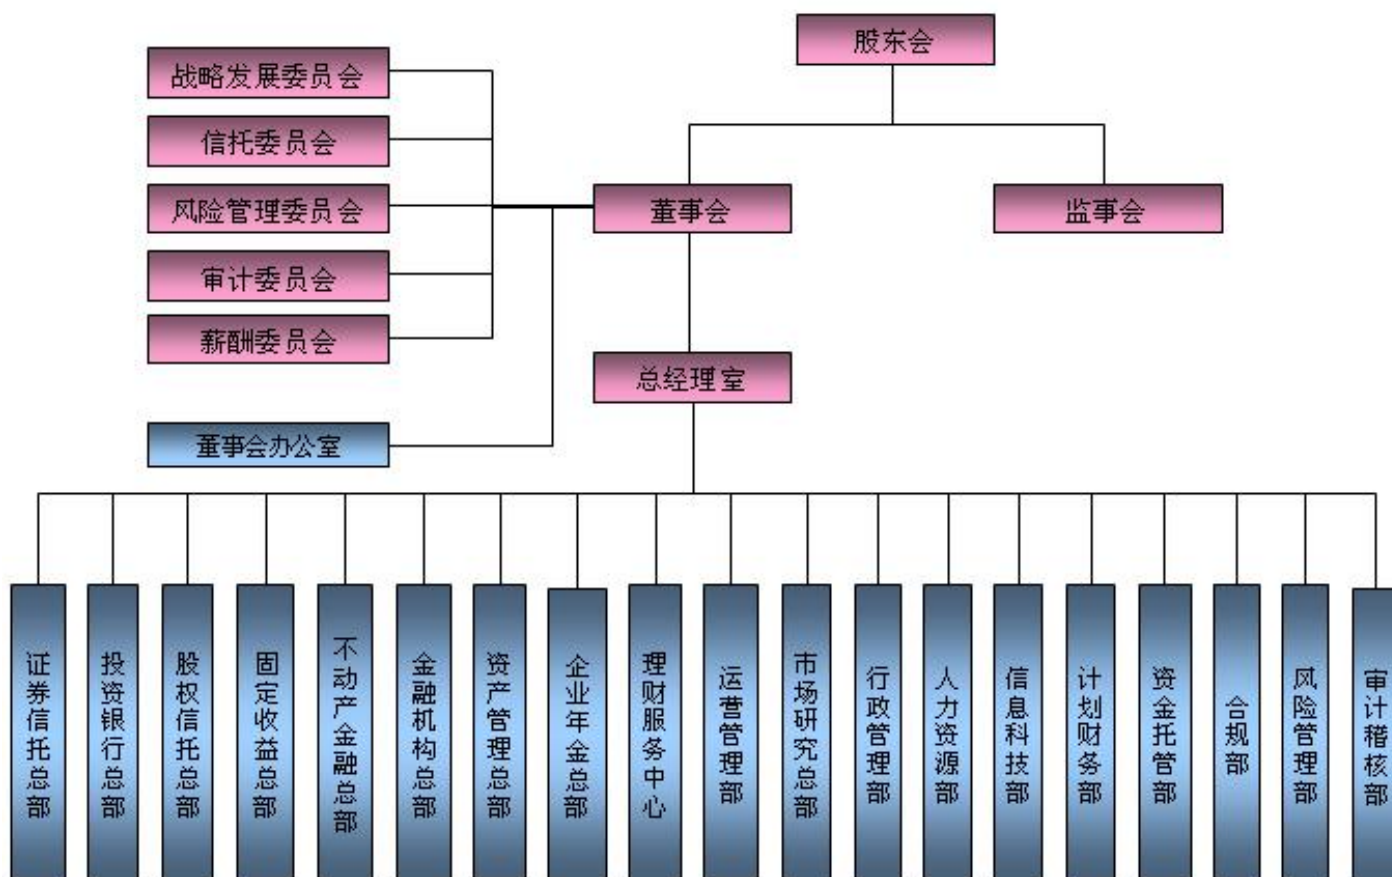 股东会
战略发展委员会
信托委员会
风险管理委员会
审计委员会
薪酬委员会
董事会
监事会
总经理室
董事会办公室
证券信托总部
投资银行总部
股权信托总部
固定收益总部
不动产金融总部
金融机构总部
资产管理总部
企业年金总部
理财服务中心
运营管理部
市场研究总部
行政管理部
人力资源部
信息科技部
计划财务部
资金托管部
合规部
风险管理部
审计稽核部